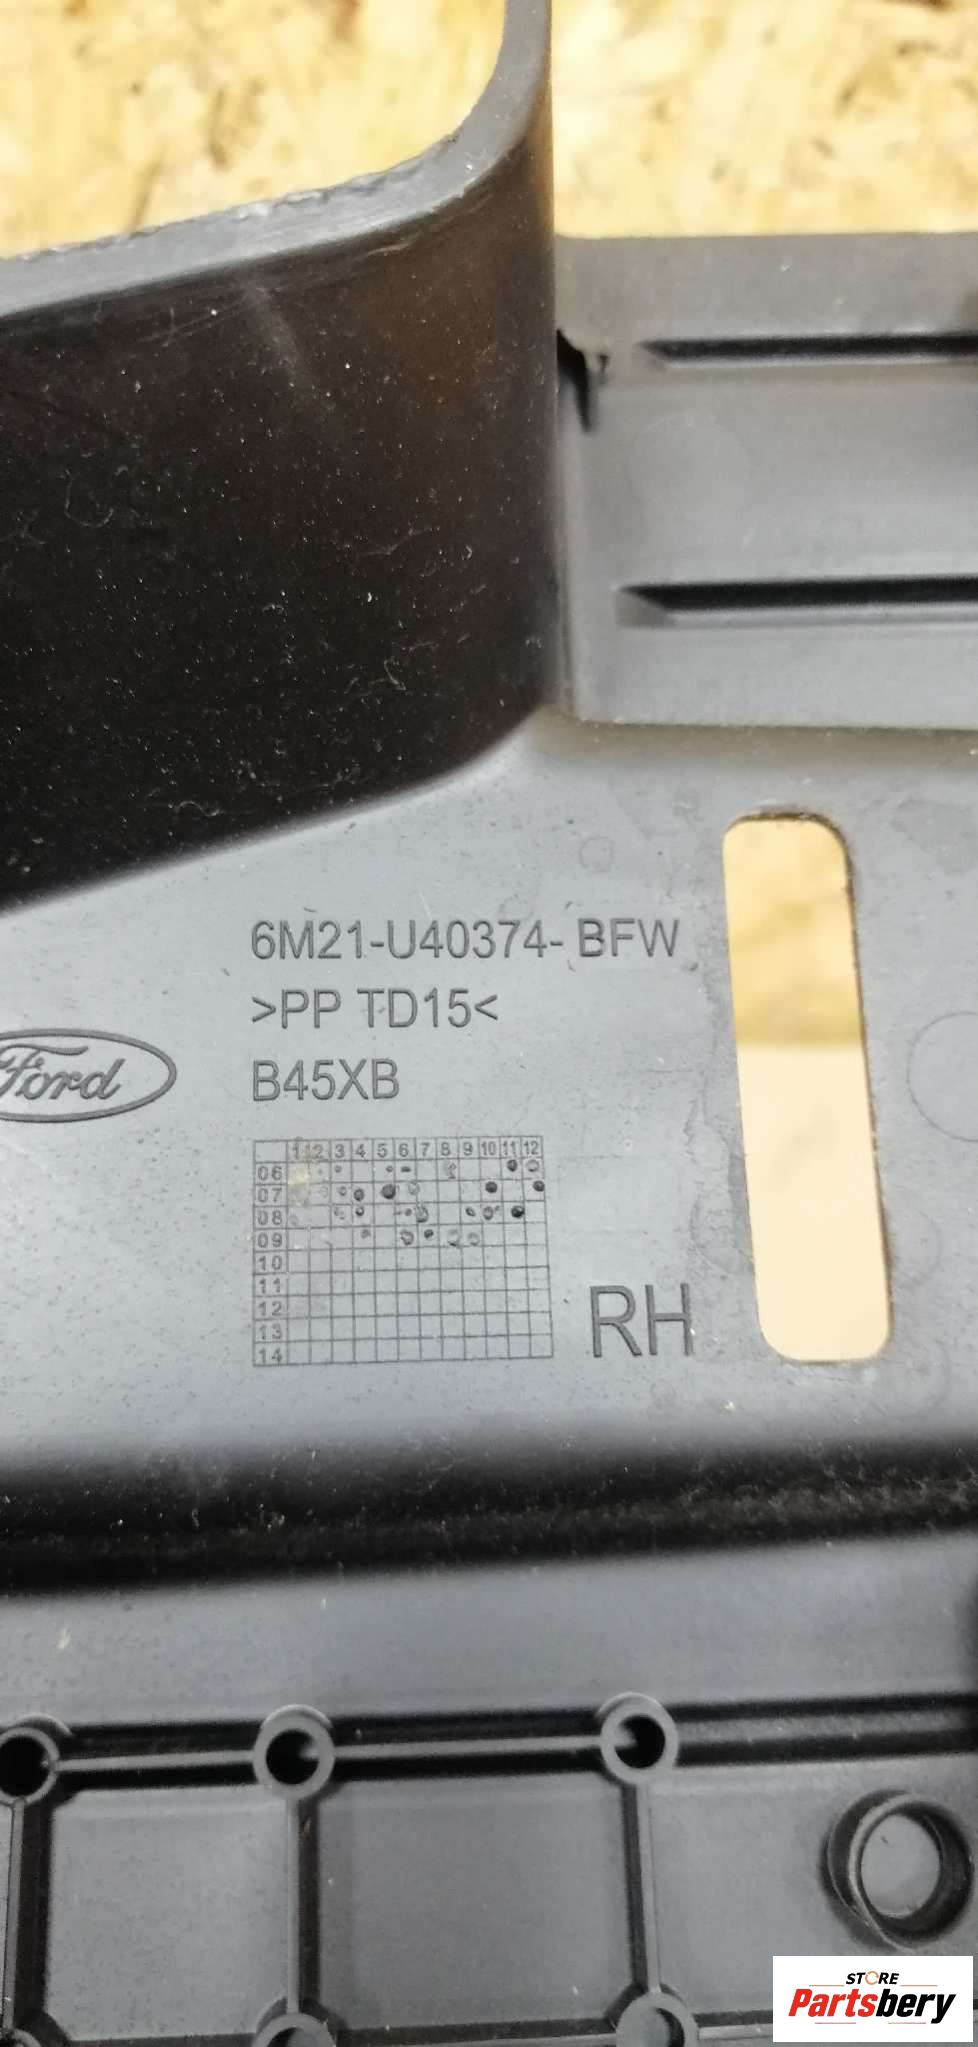 6M21-U40374-BFW
>PP TD15<
Ford
B45XB
1 2 3 4 5 6 7 8 9 10 11 12
06
07
08
09
10
11
12
13
14
RH
STORE
Partsbery